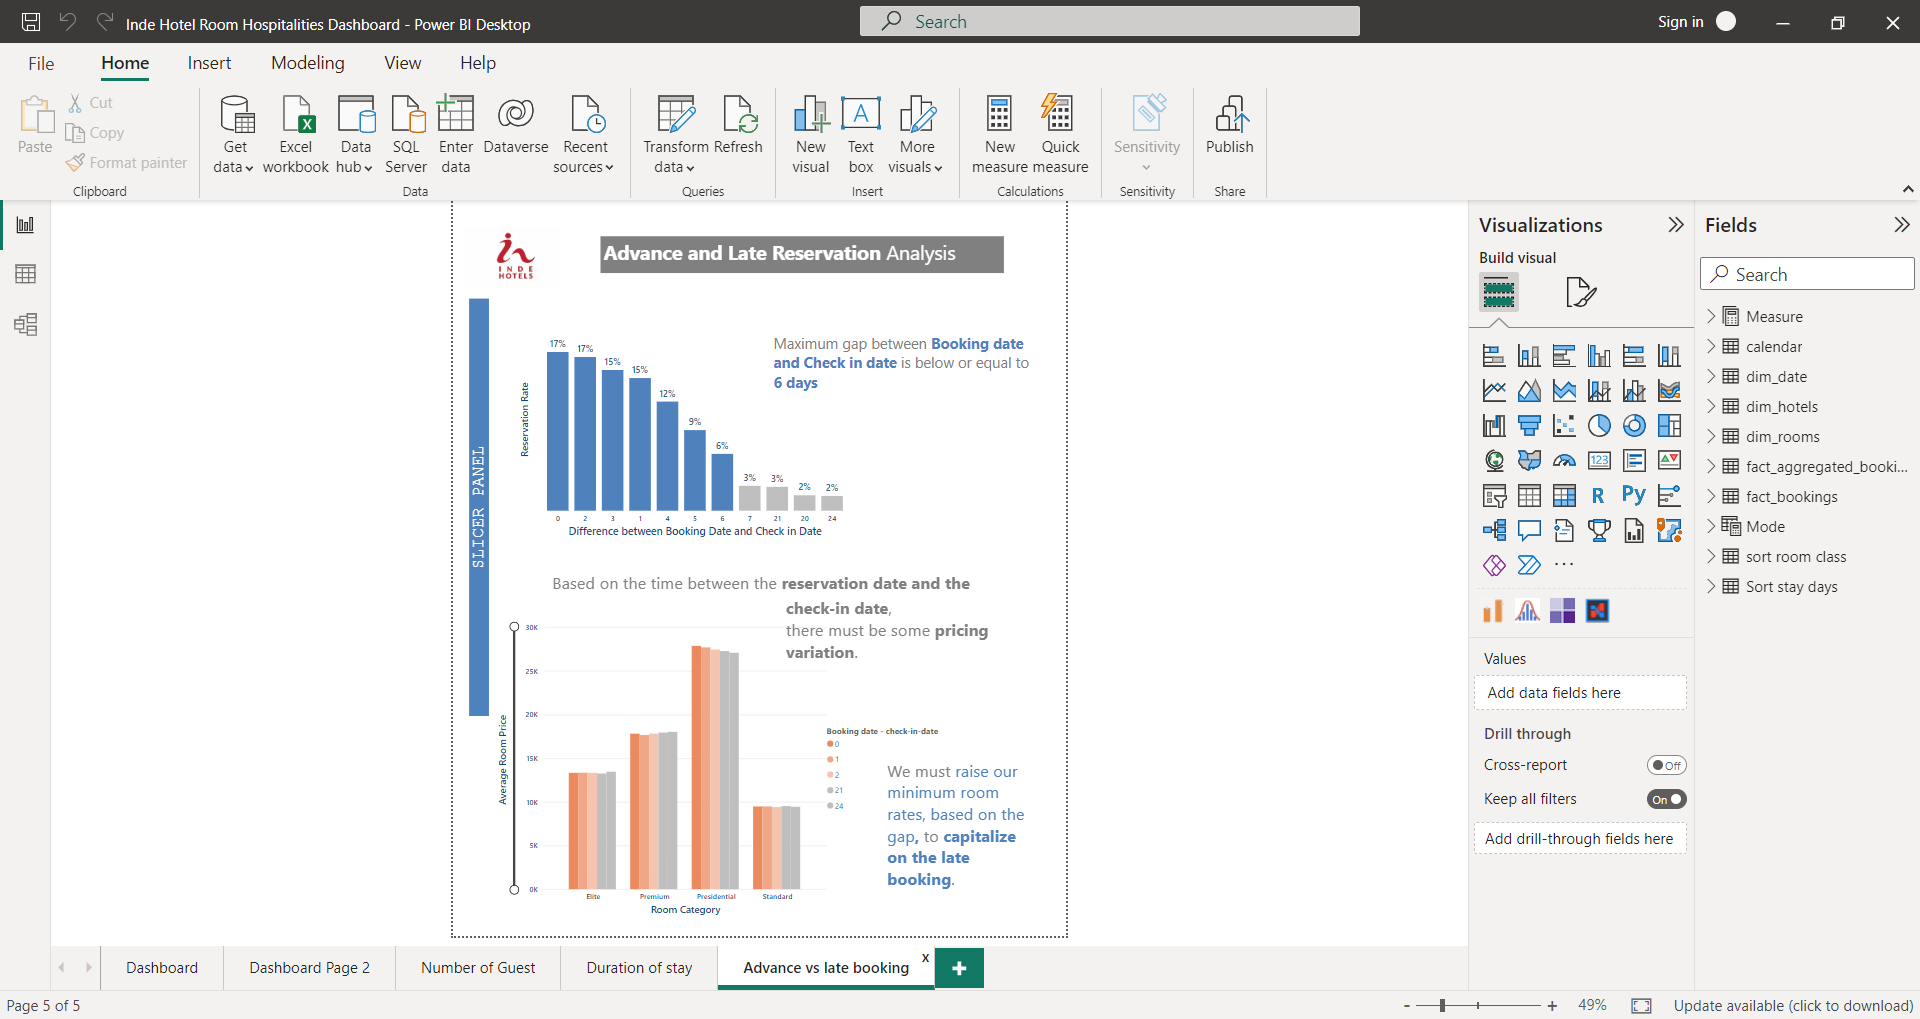 Inde Hotel Room Hospitalities Dashboard - Power BI Desktop
Search
Sign in
File
Home
Insert
Modeling
View
Help
Paste
Cut
Copy
Format painter
Clipboard
Get data
Excel workbook
Data hub
SQL Server
Enter data
Dataverse
Recent sources
Data
Transform data
Refresh
Queries
New visual
Text box
More visuals
Insert
New measure
Quick measure
Calculations
Sensitivity
Sensitivity
Publish
Share
INDE
HOTELS
Advance and Late Reservation Analysis
SLICER PANEL
Reservation Rate
17%
17%
15%
15%
12%
9%
6%
3%
3%
2%
2%
0 2 3 1 4 5 6 7 21 20 24
Difference between Booking Date and Check in Date
Maximum gap between Booking date
and Check in date is below or equal to
6 days
Based on the time between the reservation date and the
check-in date,
there must be some pricing
variation.
Average Room Price
30K
25K
20K
15K
10K
5K
0K
Elite Premium Presidential Standard
Room Category
Booking date - check-in-date
0
1
2
21
24
We must raise our
minimum room
rates, based on the
gap, to capitalize
on the late
booking.
Visualizations
Build visual
123
R
Py
Values
Add data fields here
Drill through
Cross-report
Off
Keep all filters
On
Add drill-through fields here
Fields
Search
Measure
calendar
dim_date
dim_hotels
dim_rooms
fact_aggregated_booki...
fact_bookings
Mode
sort room class
Sort stay days
Dashboard
Dashboard Page 2
Number of Guest
Duration of stay
Advance vs late booking
x
+
Page 5 of 5
- +
49%
Update available (click to download)